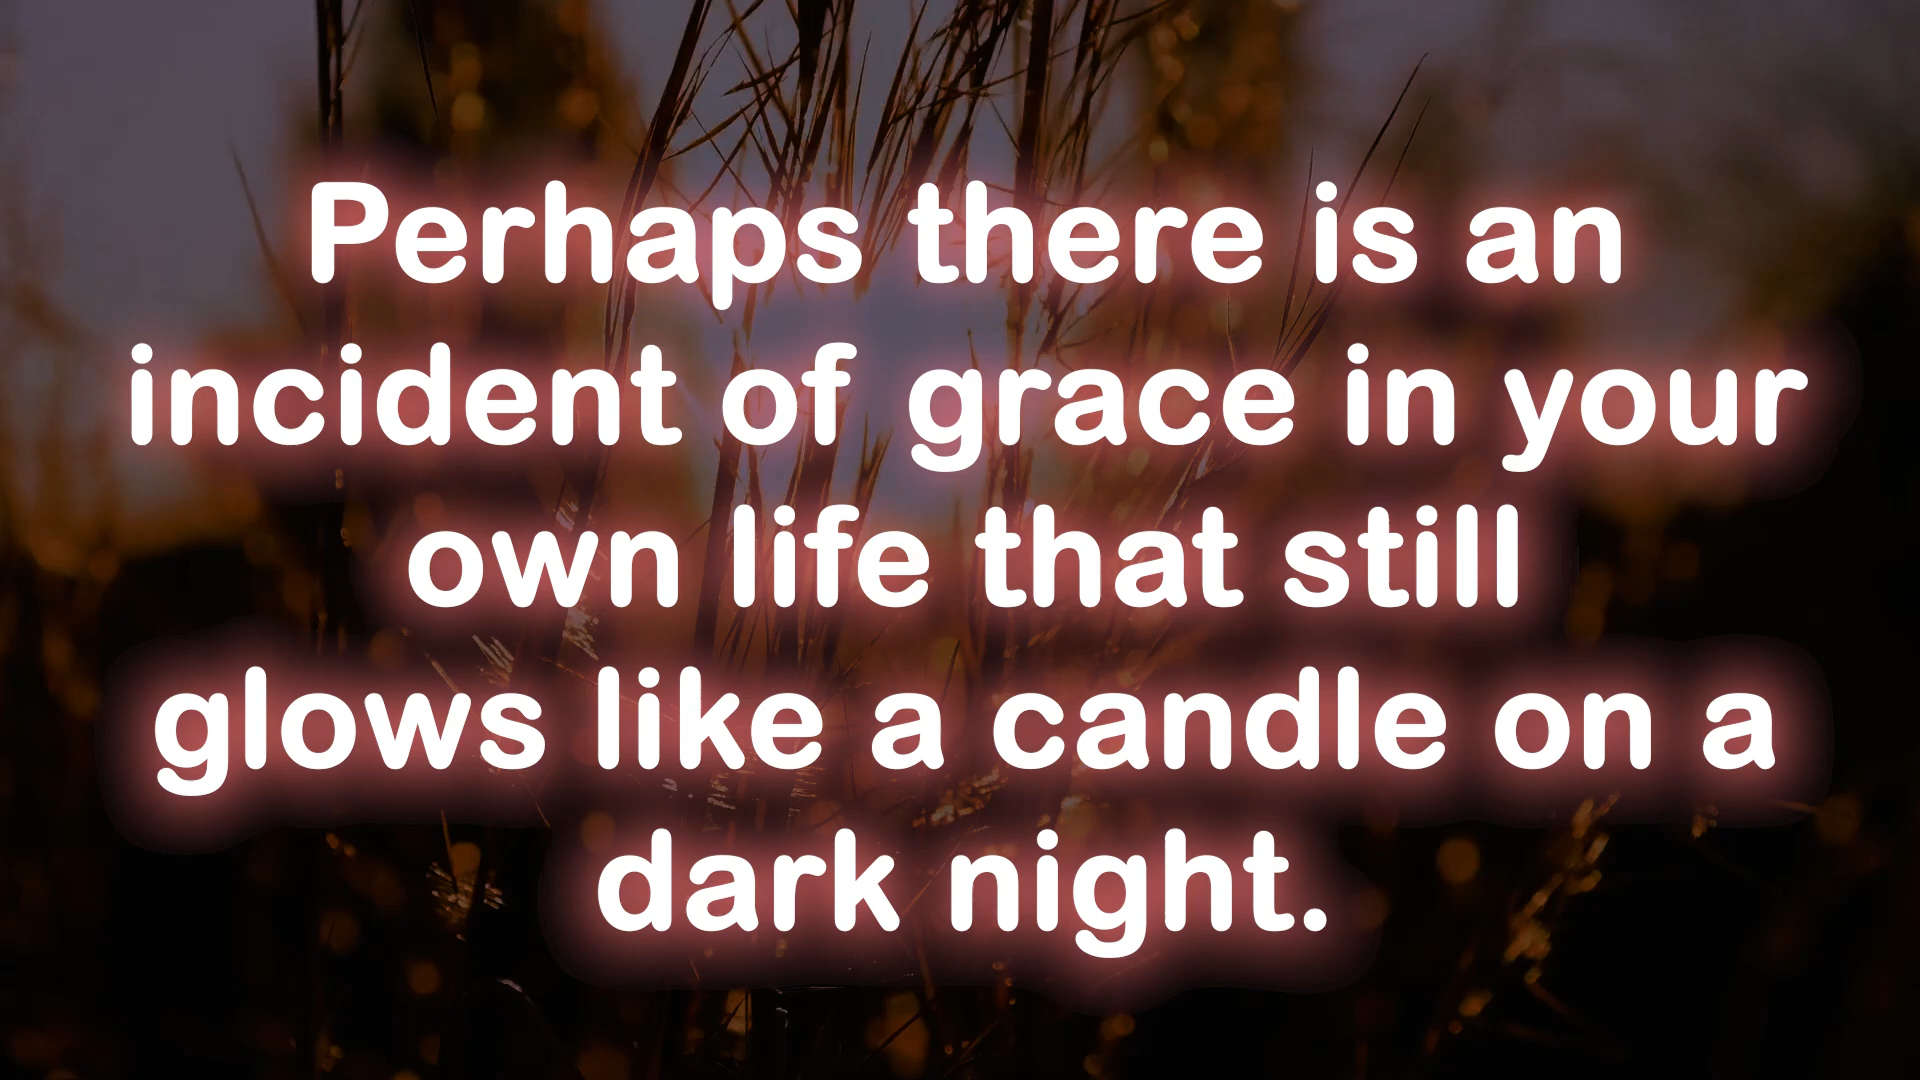 Perhaps there is an
incident of grace in your
own life that still
glows like a candle on a
dark night.